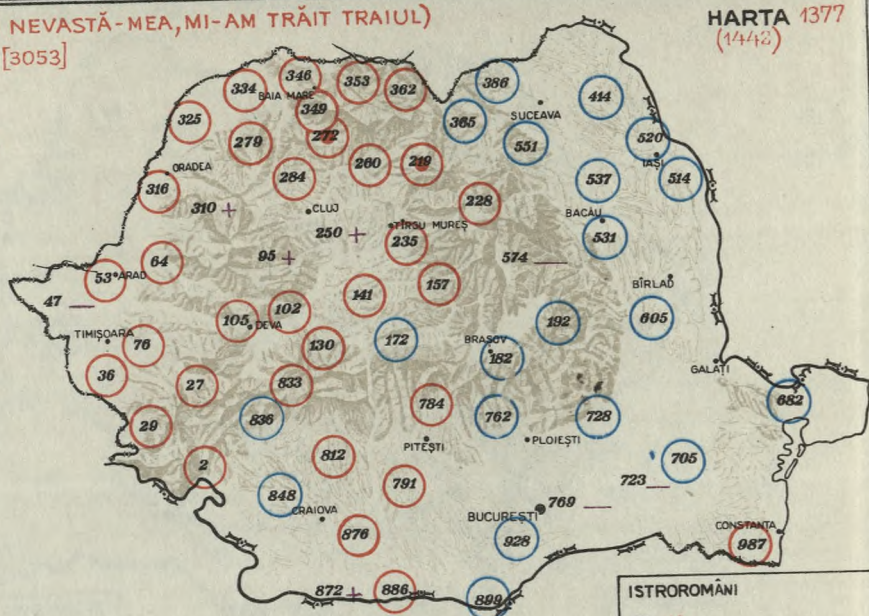 NEVASTĂ-MEA, MI-AM TRĂIT TRAIUL)
[3053]
HARTA 1377
(1442)
346 353 362 386
334 BAIA MARE 349 414
325 365 SUCEAVA
279 272 551 520
IAȘI
ORADEA 284 260 219 537 514
316
310 + CLUJ 228 BACĂU
250 + TÎRGU MUREȘ 531
64 95 + 235 574 —
53 ARAD 157 BÎRLAD
47 — 141
105 102 DEVA 172 192 605
TIMIȘOARA 76 130 BRAȘOV 182
36 27 833 GALAȚI
836 784 762 728 682
29 PITEȘTI PLOIEȘTI
2 812 791 723 — 705
848 CRAIOVA BUCUREȘTI 769 —
876 928 CONSTANȚA
987
872 + 886 899
ISTROROMÂNI